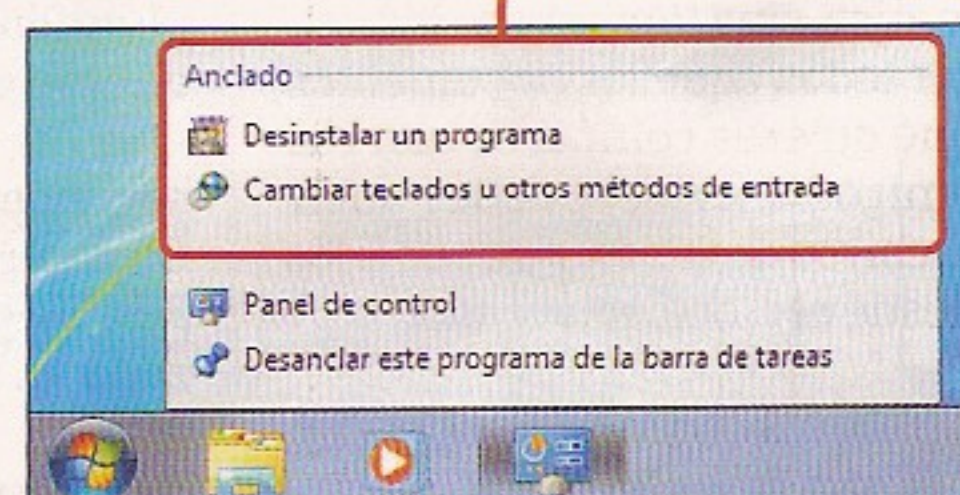 Anclado
Desinstalar un programa
Cambiar teclados u otros métodos de entrada
Panel de control
Desanclar este programa de la barra de tareas